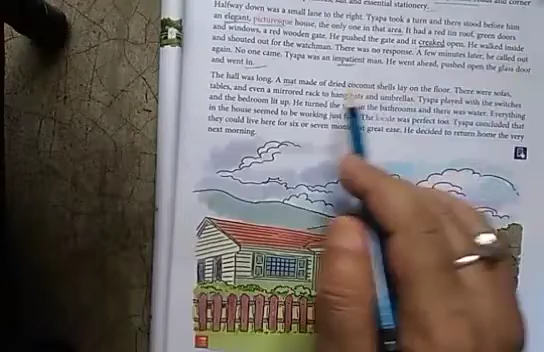 and essential stationery.
and corner
Halfway down was a small lane to the right. Tyapa took a turn and there stood before him
an elegant, picturesque house, the only one in that area. It had a red tin roof, green doors
and windows, a red wooden gate. He pushed the gate and it creaked open. He walked inside
and shouted out for the watchman. There was no response. A few minutes later, he called out
again. No one came. Tyapa was an impatient man. He went ahead, pushed open the glass door
and went in.
The hall was long. A mat made of dried coconut shells lay on the floor. There were sofas,
tables, and even a mirrored rack to hang hats and umbrellas. Tyapa played with the switches
and the bedroom lit up. He turned the in the bathrooms and there was water. Everything
in the house seemed to be working just The locale was perfect too. Tyapa concluded that
they could live here for six or seven great ease. He decided to return home the very
next morning.